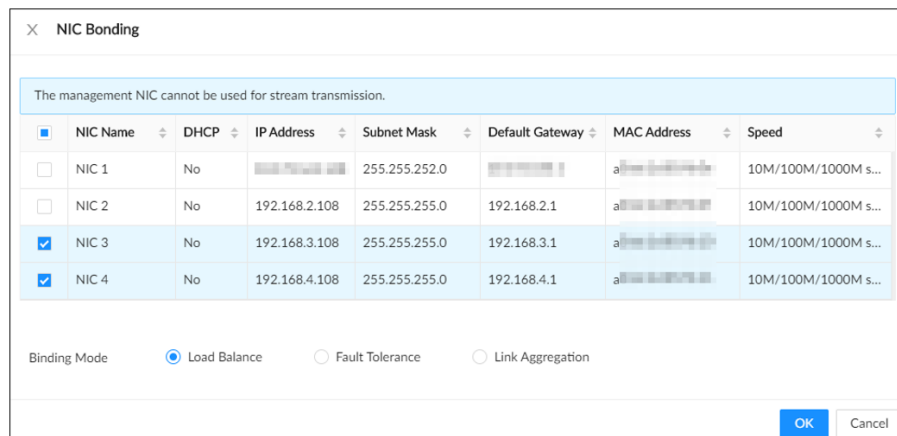 NIC Bonding
The management NIC cannot be used for stream transmission.
NIC Name DHCP IP Address Subnet Mask Default Gateway MAC Address Speed
NIC 1 No 255.255.252.0 10M/100M/1000M s...
NIC 2 No 192.168.2.108 255.255.255.0 192.168.2.1 10M/100M/1000M s...
NIC 3 No 192.168.3.108 255.255.255.0 192.168.3.1 10M/100M/1000M s...
NIC 4 No 192.168.4.108 255.255.255.0 192.168.4.1 10M/100M/1000M s...
Binding Mode Load Balance Fault Tolerance Link Aggregation
OK Cancel